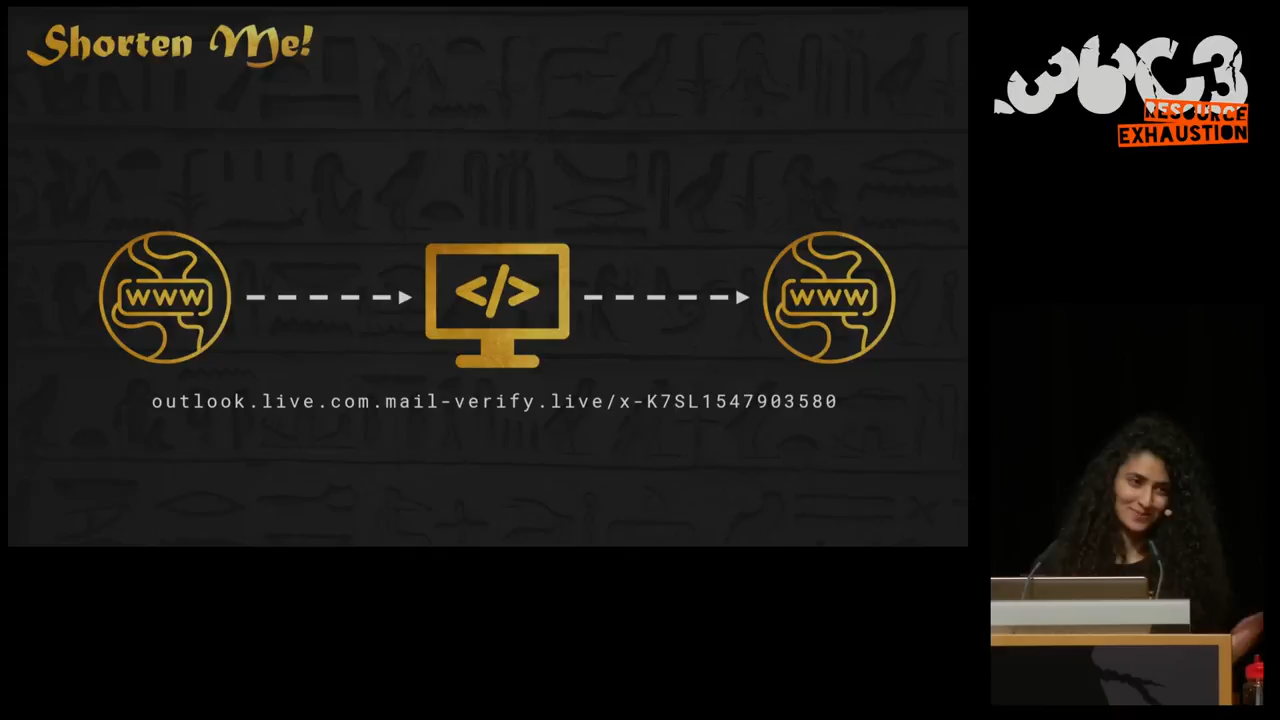 Shorten Me!
36C3
RESOURCE
EXHAUSTION
www
</>
www
outlook.live.com.mail-verify.live/x-K7SL1547903580